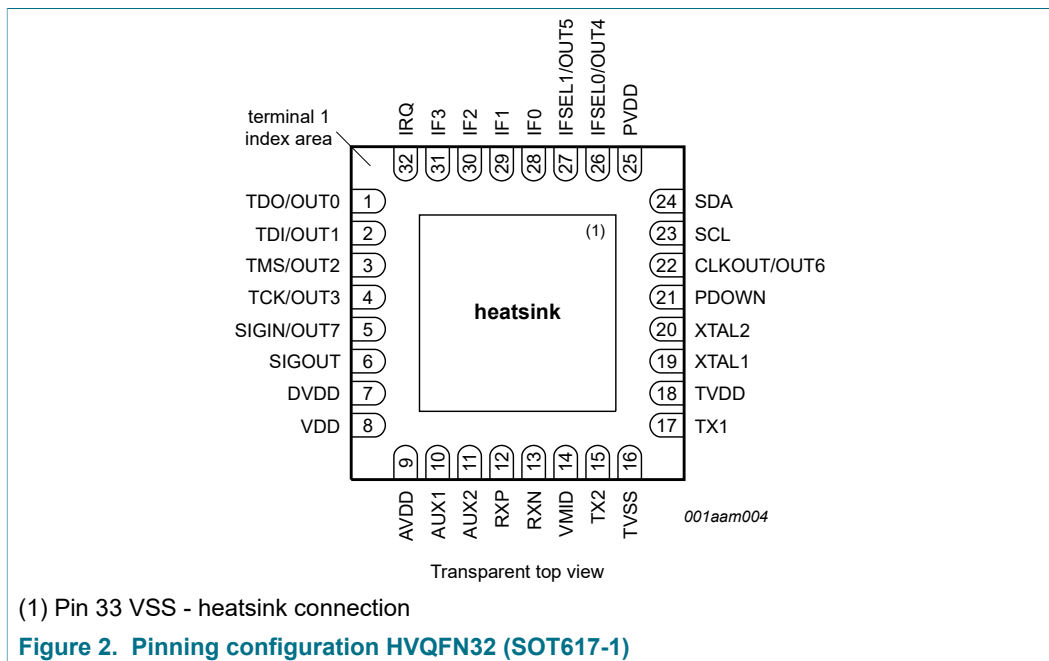 terminal 1
index area
IRQ
IF3
IF2
IF1
IF0
IFSEL1/OUT5
IFSEL0/OUT4
PVDD
32
31
30
29
28
27
26
25
TDO/OUT0 1
TDI/OUT1 2
TMS/OUT2 3
TCK/OUT3 4
SIGIN/OUT7 5
SIGOUT 6
DVDD 7
VDD 8
(1)
heatsink
24 SDA
23 SCL
22 CLKOUT/OUT6
21 PDOWN
20 XTAL2
19 XTAL1
18 TVDD
17 TX1
9
10
11
12
13
14
15
16
AVDD
AUX1
AUX2
RXP
RXN
VMID
TX2
TVSS
001aam004
Transparent top view
(1) Pin 33 VSS - heatsink connection
Figure 2. Pinning configuration HVQFN32 (SOT617-1)